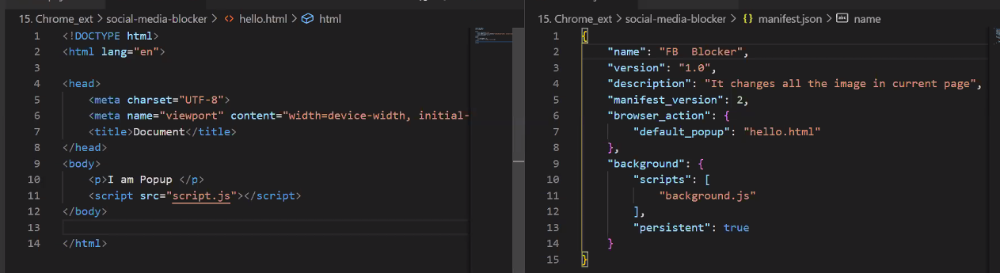 15. Chrome_ext > social-media-blocker > <> hello.html > html
1 <!DOCTYPE html>
2 <html lang="en">
3
4 <head>
5 <meta charset="UTF-8">
6 <meta name="viewport" content="width=device-width, initial-
7 <title>Document</title>
8 </head>
9 <body>
10 <p>I am Popup </p>
11 <script src="script.js"></script>
12 </body>
13
14 </html>
15. Chrome_ext > social-media-blocker > {} manifest.json > abc name
1 {
2 "name": "FB  Blocker",
3 "version": "1.0",
4 "description": "It changes all the image in current page",
5 "manifest_version": 2,
6 "browser_action": {
7 "default_popup": "hello.html"
8 },
9 "background": {
10 "scripts": [
11 "background.js"
12 ],
13 "persistent": true
14 }
15 }